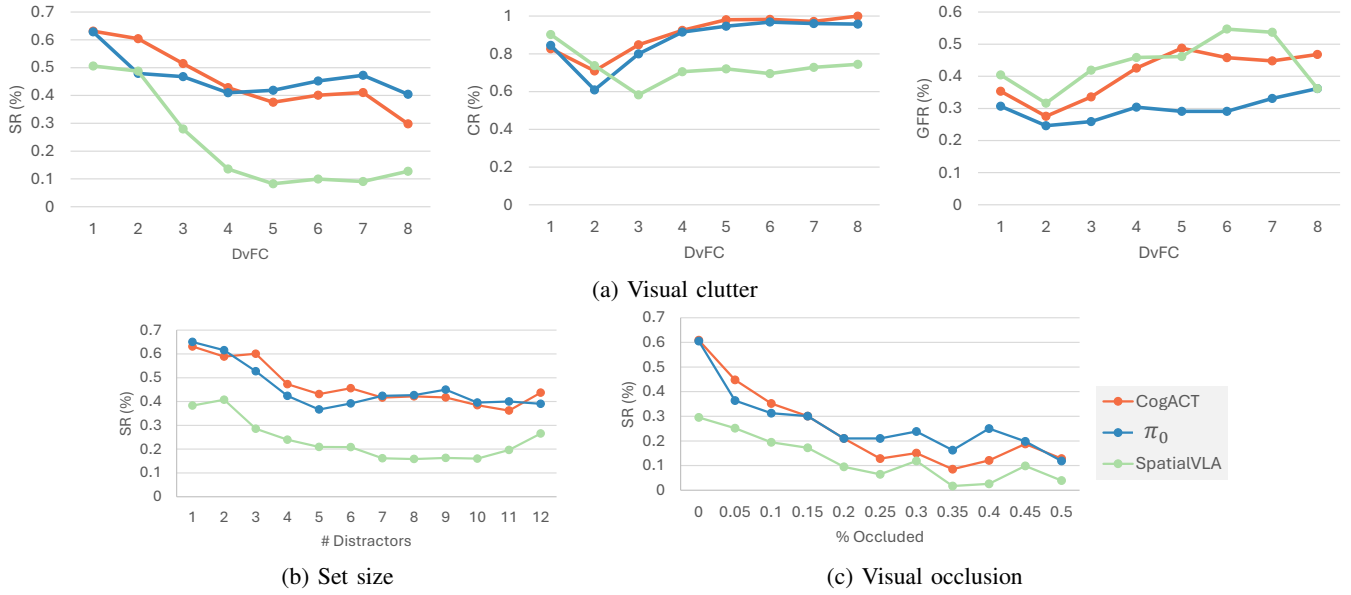 0.7
0.6
0.5
0.4
0.3
0.2
0.1
0
SR (%)
1 2 3 4 5 6 7 8
DvFC
1
0.8
0.6
0.4
0.2
0
CR (%)
1 2 3 4 5 6 7 8
DvFC
0.6
0.5
0.4
0.3
0.2
0.1
0
GFR (%)
1 2 3 4 5 6 7 8
DvFC
(a) Visual clutter
0.7
0.6
0.5
0.4
0.3
0.2
0.1
0
SR (%)
1 2 3 4 5 6 7 8 9 10 11 12
# Distractors
(b) Set size
0.7
0.6
0.5
0.4
0.3
0.2
0.1
0
SR (%)
0 0.05 0.1 0.15 0.2 0.25 0.3 0.35 0.4 0.45 0.5
% Occluded
(c) Visual occlusion
CogACT
π₀
SpatialVLA